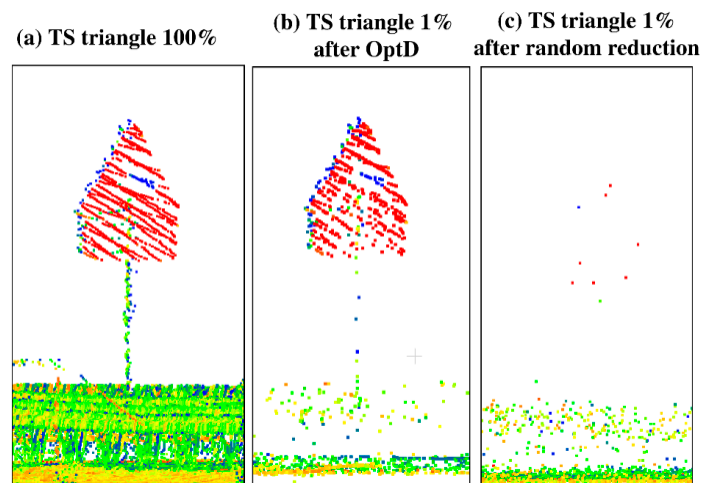 (a) TS triangle 100%
(b) TS triangle 1%
after OptD
(c) TS triangle 1%
after random reduction